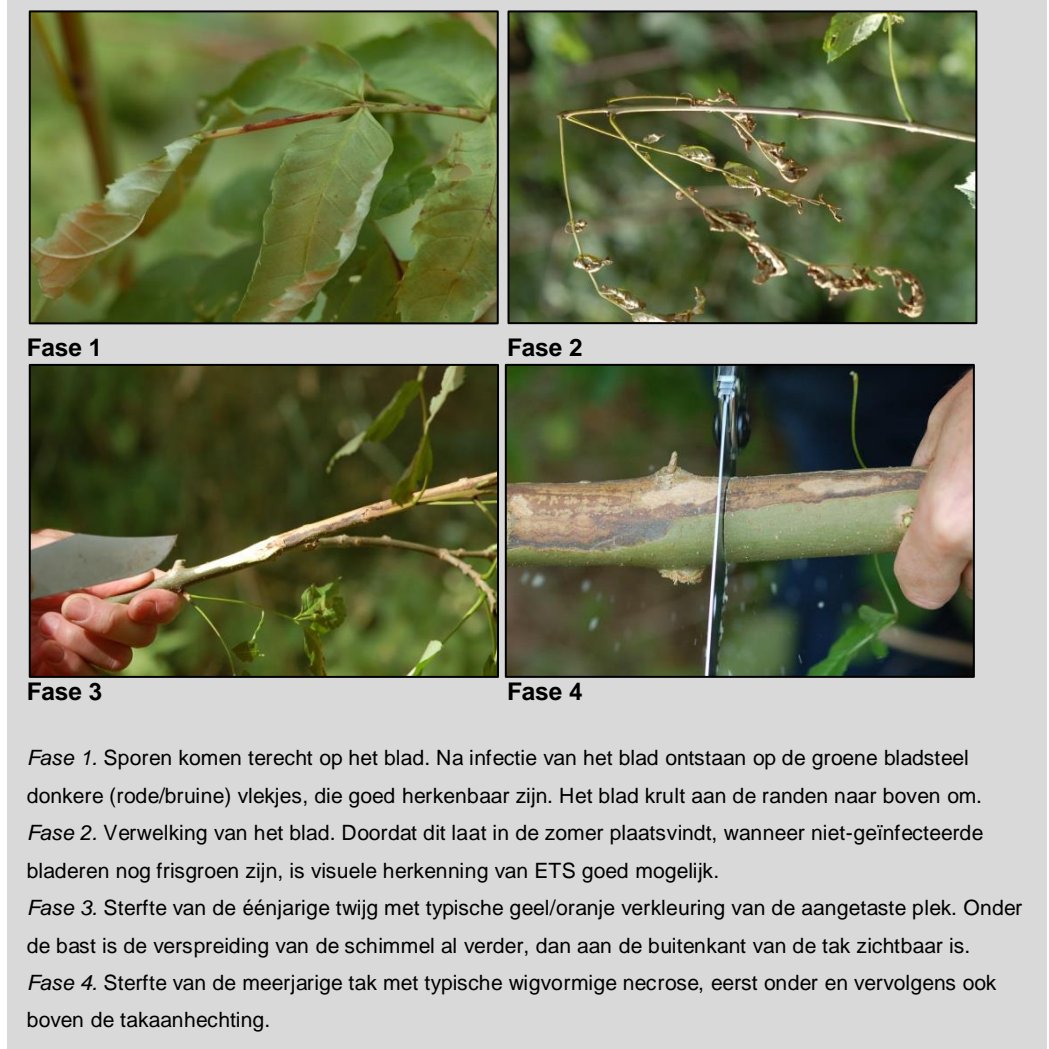 Fase 1
Fase 2
Fase 3
Fase 4
Fase 1. Sporen komen terecht op het blad. Na infectie van het blad ontstaan op de groene bladsteel
donkere (rode/bruine) vlekjes, die goed herkenbaar zijn. Het blad krult aan de randen naar boven om.
Fase 2. Verwelking van het blad. Doordat dit laat in de zomer plaatsvindt, wanneer niet-geïnfecteerde
bladeren nog frisgroen zijn, is visuele herkenning van ETS goed mogelijk.
Fase 3. Sterfte van de éénjarige twijg met typische geel/oranje verkleuring van de aangetaste plek. Onder
de bast is de verspreiding van de schimmel al verder, dan aan de buitenkant van de tak zichtbaar is.
Fase 4. Sterfte van de meerjarige tak met typische wigvormige necrose, eerst onder en vervolgens ook
boven de takaanhechting.